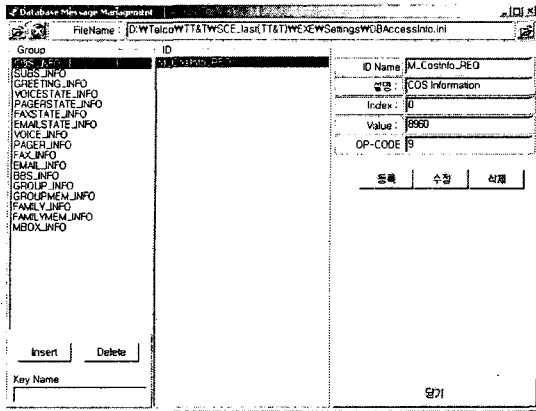 Database Message Management
FileName : D:\Telco\TT&T\SCE_last(TT&T)\EXE\Settings\DBAccessInfo.ini
Group
ID
COS_INFO
SUBS_INFO
GREETING_INFO
VOICESTATE_INFO
PAGERSTATE_INFO
FAXSTATE_INFO
EMAILSTATE_INFO
VOICE_INFO
PAGER_INFO
FAX_INFO
EMAIL_INFO
BBS_INFO
GROUP_INFO
GROUPMEM_INFO
FAMILY_INFO
FAMILYMEM_INFO
MBOX_INFO
M_CosInfo_REQ
ID Name M_CosInfo_REQ
설명 : COS Information
Index : 0
Value : 8960
OP-CODE 9
등록 수정 삭제
Insert Delete
Key Name
닫기